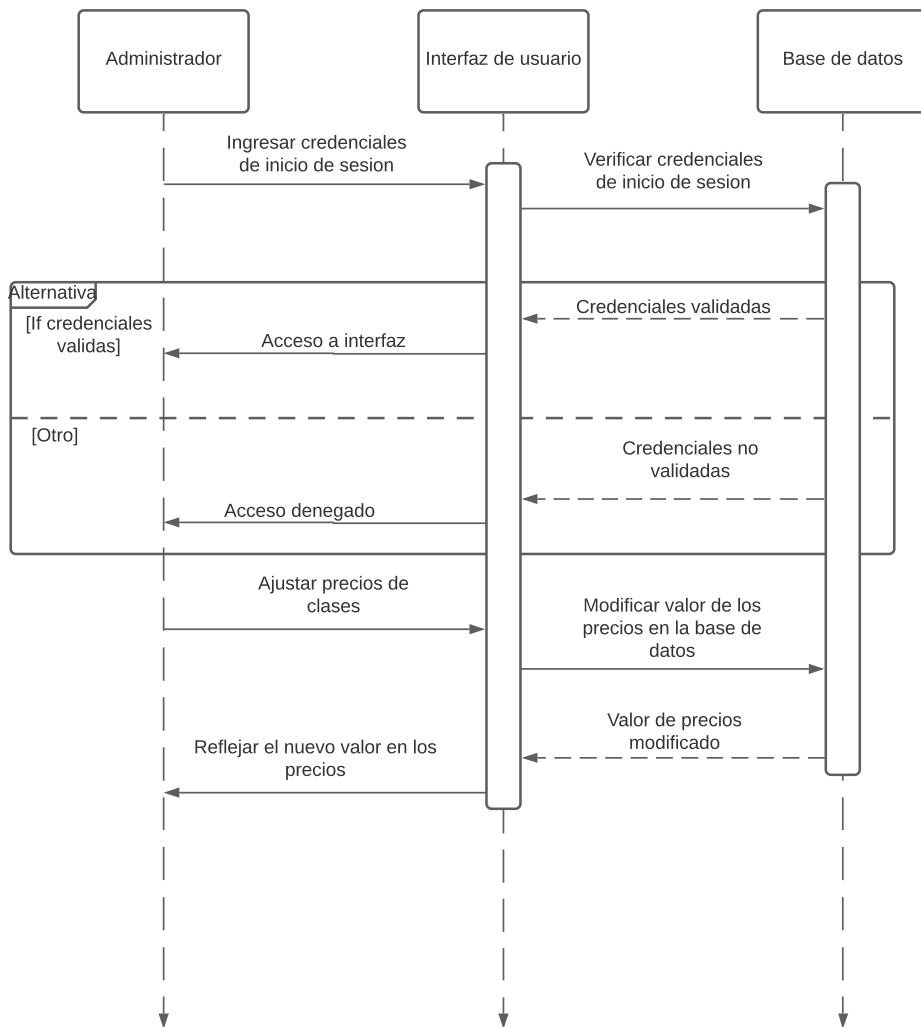 Administrador
Interfaz de usuario
Base de datos
Ingresar credenciales
de inicio de sesion
Verificar credenciales
de inicio de sesion
Alternativa
[If credenciales
validas]
Credenciales validadas
Acceso a interfaz
[Otro]
Credenciales no
validadas
Acceso denegado
Ajustar precios de
clases
Modificar valor de los
precios en la base de
datos
Valor de precios
modificado
Reflejar el nuevo valor en los
precios